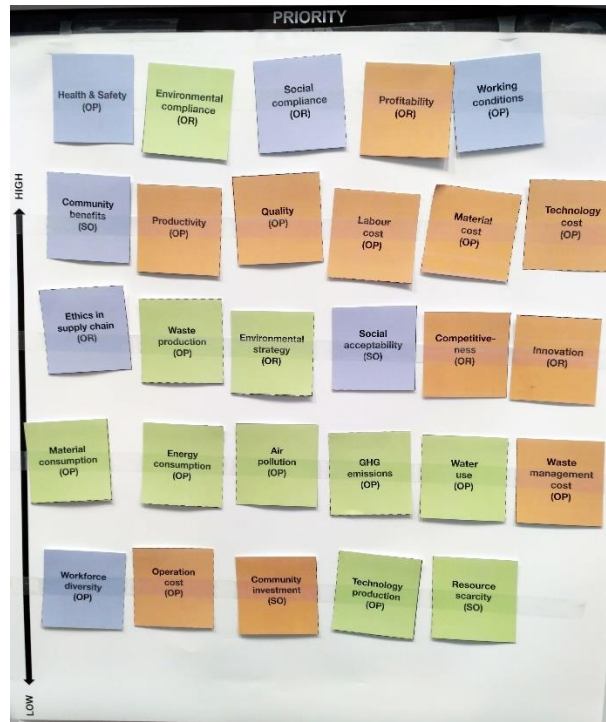 PRIORITY
Health & Safety
(OP)
Environmental
compliance
(OR)
Social
compliance
(OR)
Profitability
(OR)
Working
conditions
(OP)
HIGH
Community
benefits
(SO)
Productivity
(OP)
Quality
(OP)
Labour
cost
(OP)
Material
cost
(OP)
Technology
cost
(OP)
Ethics in
supply chain
(OR)
Waste
production
(OP)
Environmental
strategy
(OR)
Social
acceptability
(SO)
Competitive-
ness
(OR)
Innovation
(OR)
Material
consumption
(OP)
Energy
consumption
(OP)
Air
pollution
(OP)
GHG
emissions
(OP)
Water
use
(OP)
Waste
management
cost
(OP)
Workforce
diversity
(OP)
Operation
cost
(OP)
Community
investment
(SO)
Technology
production
(OP)
Resource
scarcity
(SO)
LOW